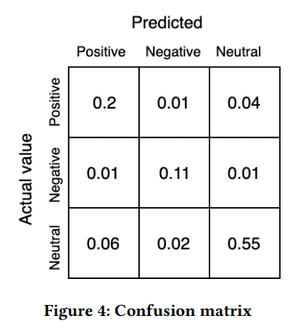 Predicted
Positive Negative Neutral
Actual value
Positive 0.2 0.01 0.04
Negative 0.01 0.11 0.01
Neutral 0.06 0.02 0.55
Figure 4: Confusion matrix